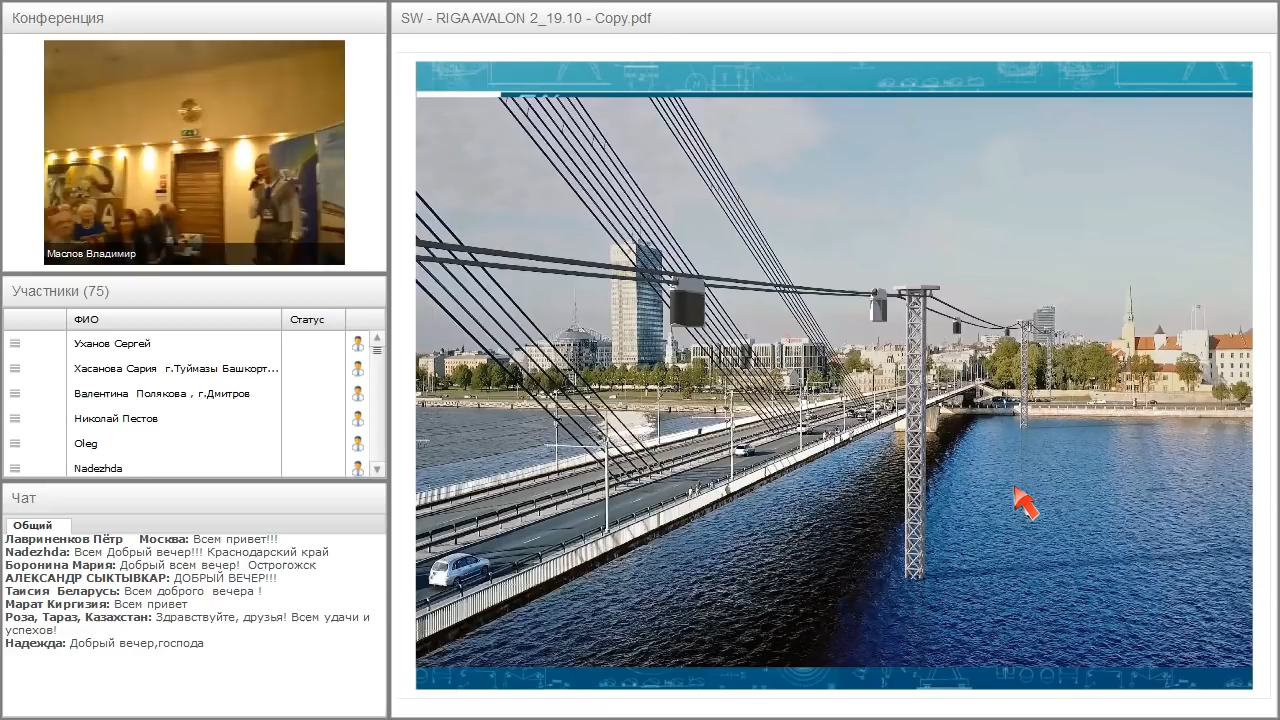 Конференция
Маслов Владимир
Участники (75)
ФИО
Статус
Уханов Сергей
Хасанова Сария г.Туймазы Башкорт...
Валентина Полякова , г.Дмитров
Николай Пестов
Oleg
Nadezhda
Чат
Общий
Лавриненков Пётр Москва: Всем привет!!!
Nadezhda: Всем Добрый вечер!!! Краснодарский край
Боронина Мария: Добрый всем вечер! Острогожск
АЛЕКСАНДР СЫКТЫВКАР: ДОБРЫЙ ВЕЧЕР!!!
Таисия Беларусь: Всем доброго вечера !
Марат Киргизия: Всем привет
Роза, Тараз, Казахстан: Здравствуйте, друзья! Всем удачи и
успехов!
Надежда: Добрый вечер,господа
SW - RIGAAVALON 2_19.10 - Copy.pdf